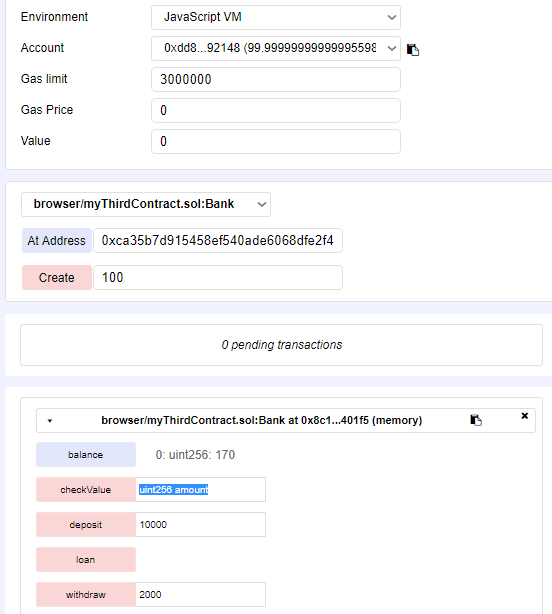 Environment JavaScript VM
Account 0xdd8...92148 (99.99999999999995598
Gas limit 3000000
Gas Price 0
Value 0
browser/myThirdContract.sol:Bank
At Address 0xca35b7d915458ef540ade6068dfe2f4
Create 100
0 pending transactions
browser/myThirdContract.sol:Bank at 0x8c1...401f5 (memory)
balance 0: uint256: 170
checkValue uint256 amount
deposit 10000
loan
withdraw 2000